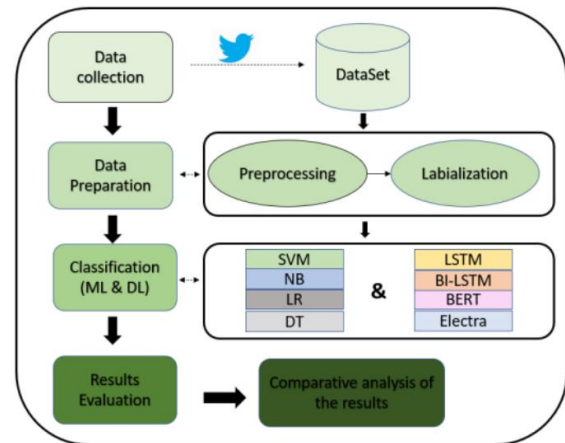 Data
collection
DataSet
Data
Preparation
Preprocessing
Labialization
Classification
(ML & DL)
SVM
NB
LR
DT
&
LSTM
BI-LSTM
BERT
Electra
Results
Evaluation
Comparative analysis of
the results